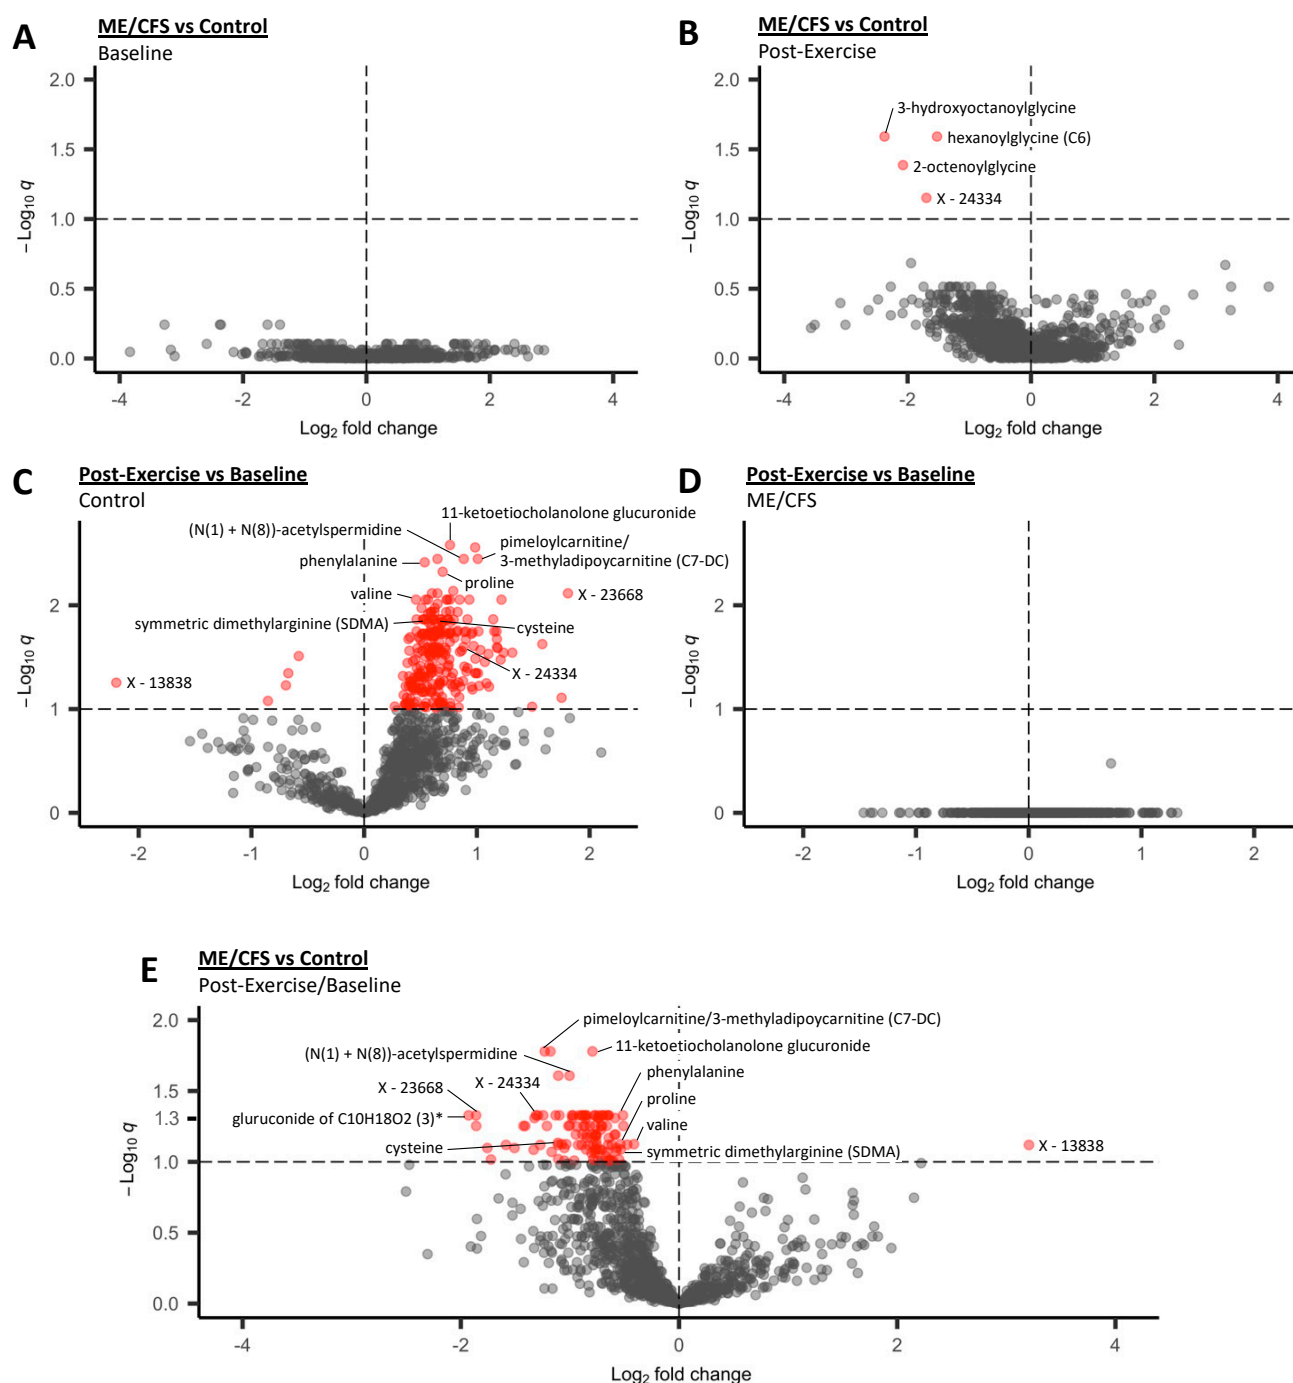 A
ME/CFS vs Control
Baseline
2.0
1.5
1.0
0.5
0.0
-4
-2
0
2
4
Log2 fold change
− Log10 q
B
ME/CFS vs Control
Post-Exercise
3-hydroxyoctanoylglycine
hexanoylglycine (C6)
2-octenoylglycine
X - 24334
2.0
1.5
1.0
0.5
0.0
-4
-2
0
2
4
Log2 fold change
− Log10 q
C
Post-Exercise vs Baseline
Control
11-ketoetiocholanolone glucuronide
(N(1) + N(8))-acetylspermidine
pimeloylcarnitine/
3-methyladipoycarnitine (C7-DC)
phenylalanine
proline
valine
X - 23668
symmetric dimethylarginine (SDMA)
cysteine
X - 24334
X - 13838
2
1
0
-2
-1
0
1
2
Log2 fold change
− Log10 q
D
Post-Exercise vs Baseline
ME/CFS
2
1
0
-2
-1
0
1
2
Log2 fold change
− Log10 q
E
ME/CFS vs Control
Post-Exercise/Baseline
pimeloylcarnitine/3-methyladipoycarnitine (C7-DC)
11-ketoetiocholanolone glucuronide
(N(1) + N(8))-acetylspermidine
phenylalanine
X - 23668
X - 24334
proline
gluruconide of C10H18O2 (3)*
valine
cysteine
symmetric dimethylarginine (SDMA)
X - 13838
2.0
1.5
1.3
1.0
0.5
0.0
-4
-2
0
2
4
Log2 fold change
− Log10 q